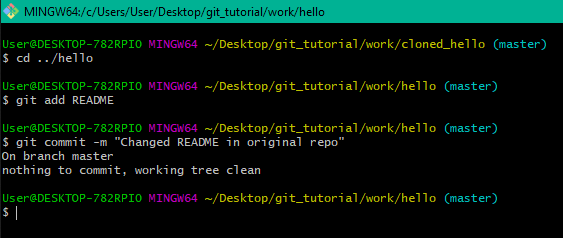 MINGW64:/c/Users/User/Desktop/git_tutorial/work/hello
User@DESKTOP-782RPIO MINGW64 ~/Desktop/git_tutorial/work/cloned_hello (master)
$ cd ../hello
User@DESKTOP-782RPIO MINGW64 ~/Desktop/git_tutorial/work/hello (master)
$ git add README
User@DESKTOP-782RPIO MINGW64 ~/Desktop/git_tutorial/work/hello (master)
$ git commit -m "Changed README in original repo"
On branch master
nothing to commit, working tree clean
User@DESKTOP-782RPIO MINGW64 ~/Desktop/git_tutorial/work/hello (master)
$